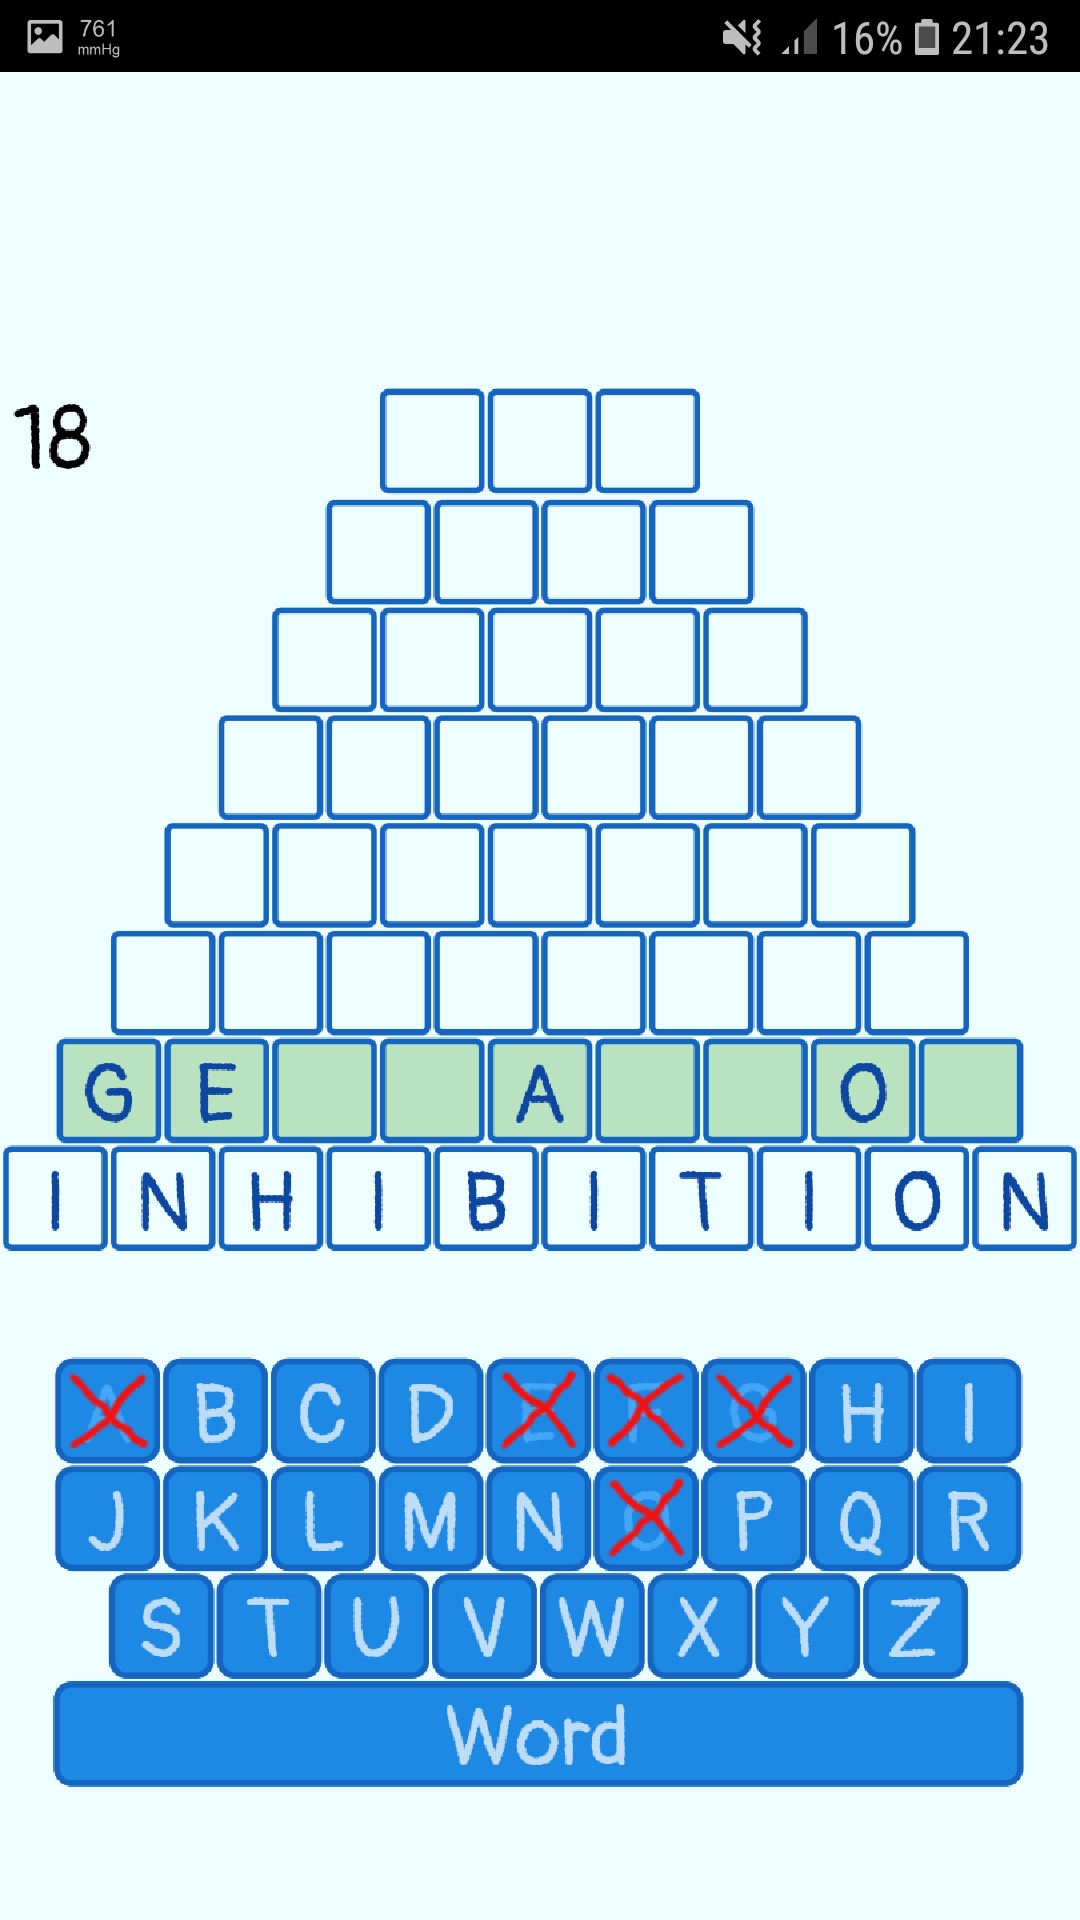 761
mmHg
16% 21:23
18
G E A O
I N H I B I T I O N
A B C D E F G H I
J K L M N O P Q R
S T U V W X Y Z
Word